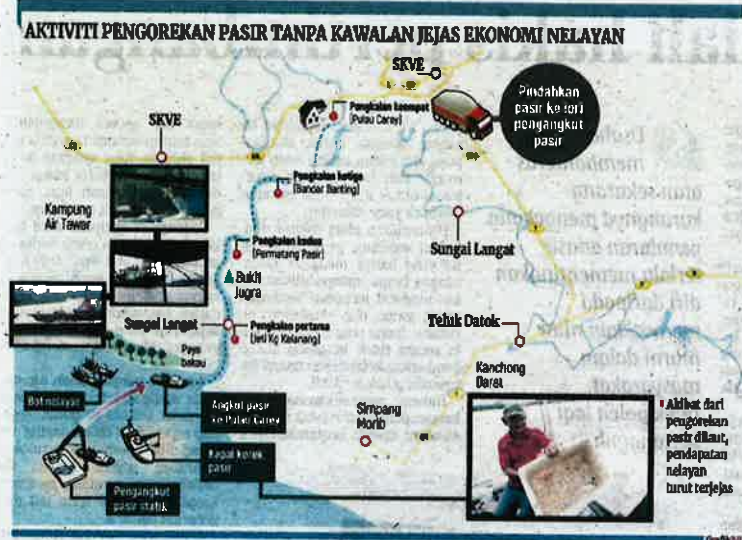 AKTIVITI PENGOREKAN PASIR TANPA KAWALAN JEJAS EKONOMI NELAYAN
SKVE
Pindahkan
pasir ke lori
pengangkut
pasir
Pengkalan keempat
(Pulau Carey)
SKVE
Pengkalan ketiga
(Bandar Banting)
Kampung
Air Tawar
Pengkalan kedua
(Permatang Pasir)
Sungai Langat
Bukit
Jugra
Sungai Langat
Pengkalan pertama
(Jeti Kg Kelanang)
Teluk Datok
Paya
bakau
Kanchong
Darat
Bot nelayan
Angkut pasir
ke Pulau Carey
Simpang
Morib
Kapal korek
pasir
Pengangkut
pasir statik
Akibat dari
pengorekan
pasir dilaut,
pendapatan
nelayan
turut terjejas